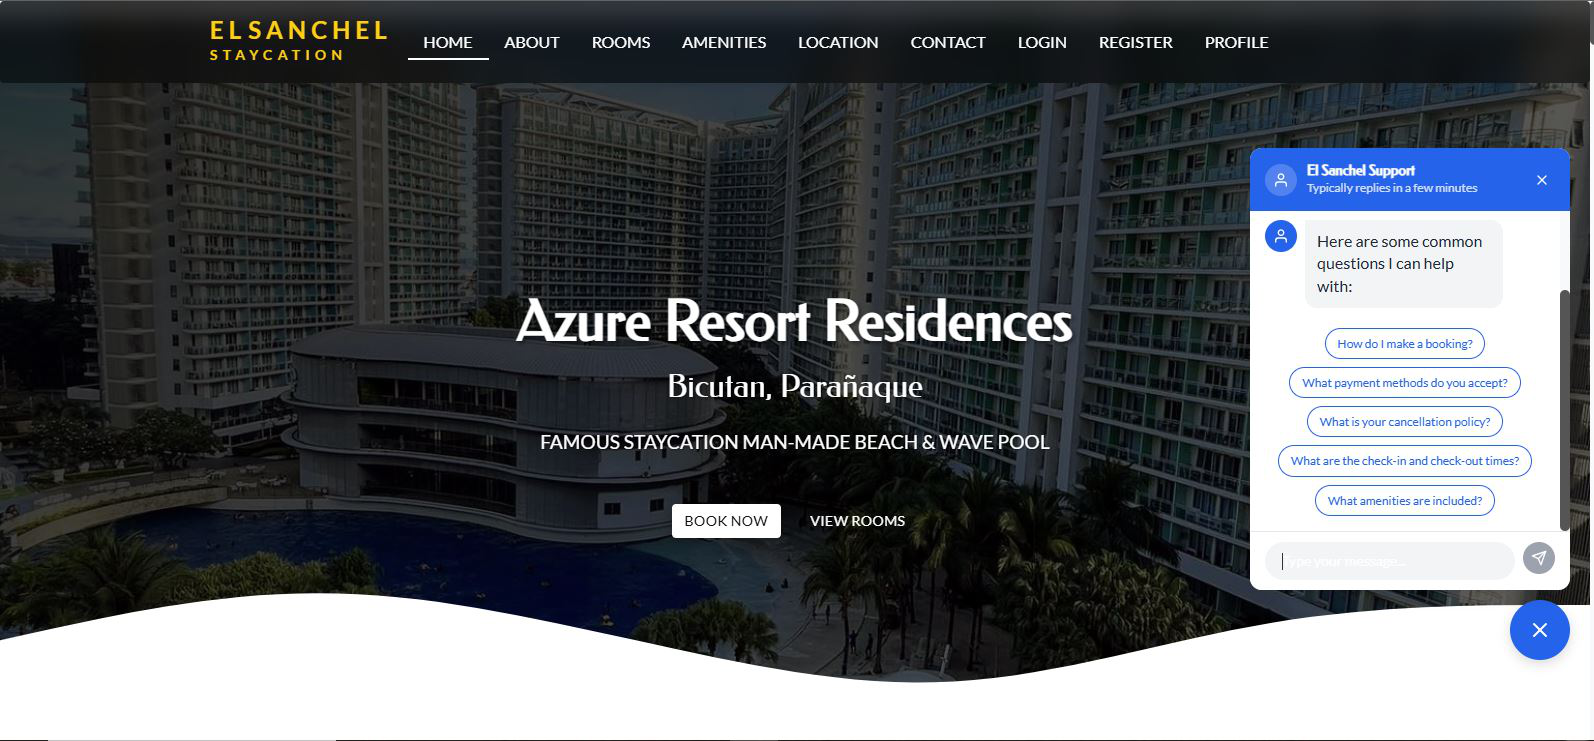 ELSANCHEL
STAYCATION
HOME ABOUT ROOMS AMENITIES LOCATION CONTACT LOGIN REGISTER PROFILE
Azure Resort Residences
Bicutan, Parañaque
FAMOUS STAYCATION MAN-MADE BEACH & WAVE POOL
BOOK NOW VIEW ROOMS
El Sanchel Support
Typically replies in a few minutes
Here are some common
questions I can help
with:
How do I make a booking?
What payment methods do you accept?
What is your cancellation policy?
What are the check-in and check-out times?
What amenities are included?
Type your message...